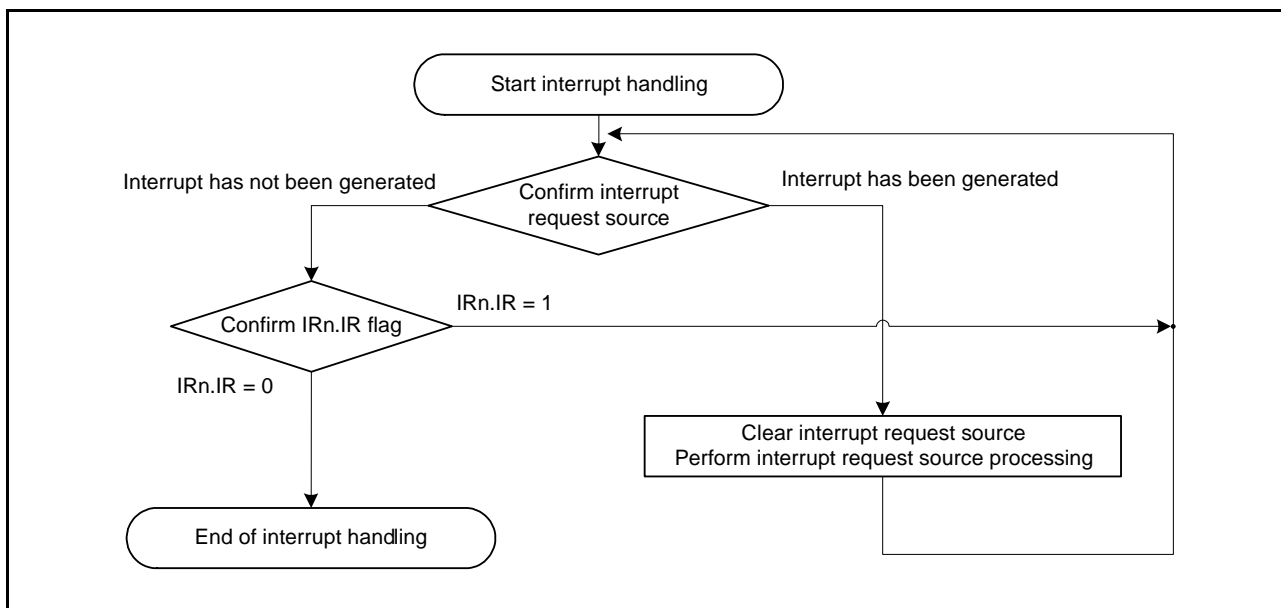 Start interrupt handling
Interrupt has not been generated
Interrupt has been generated
Confirm interrupt
request source
IRn.IR = 1
Confirm IRn.IR flag
IRn.IR = 0
Clear interrupt request source
Perform interrupt request source processing
End of interrupt handling